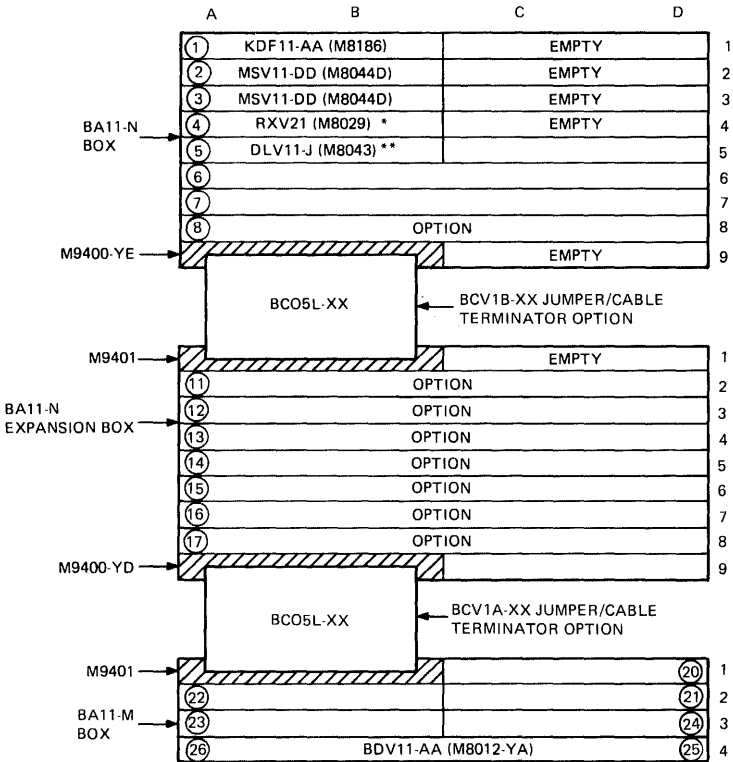 A B C D
1 KDF11-AA (M8186) EMPTY 1
2 MSV11-DD (M8044D) EMPTY 2
3 MSV11-DD (M8044D) EMPTY 3
BA11-N
BOX
4 RXV21 (M8029) * EMPTY 4
5 DLV11-J (M8043) ** 5
6 6
7 7
8 OPTION 8
M9400-YE EMPTY 9
BCO5L-XX
BCV1B-XX JUMPER/CABLE
TERMINATOR OPTION
M9401 EMPTY 1
11 OPTION 2
BA11-N
EXPANSION BOX
12 OPTION 3
13 OPTION 4
14 OPTION 5
15 OPTION 6
16 OPTION 7
17 OPTION 8
M9400-YD 9
BCO5L-XX
BCV1A-XX JUMPER/CABLE
TERMINATOR OPTION
M9401 20 1
22 21 2
BA11-M
BOX
23 24 3
26 BDV11-AA (M8012-YA) 25 4